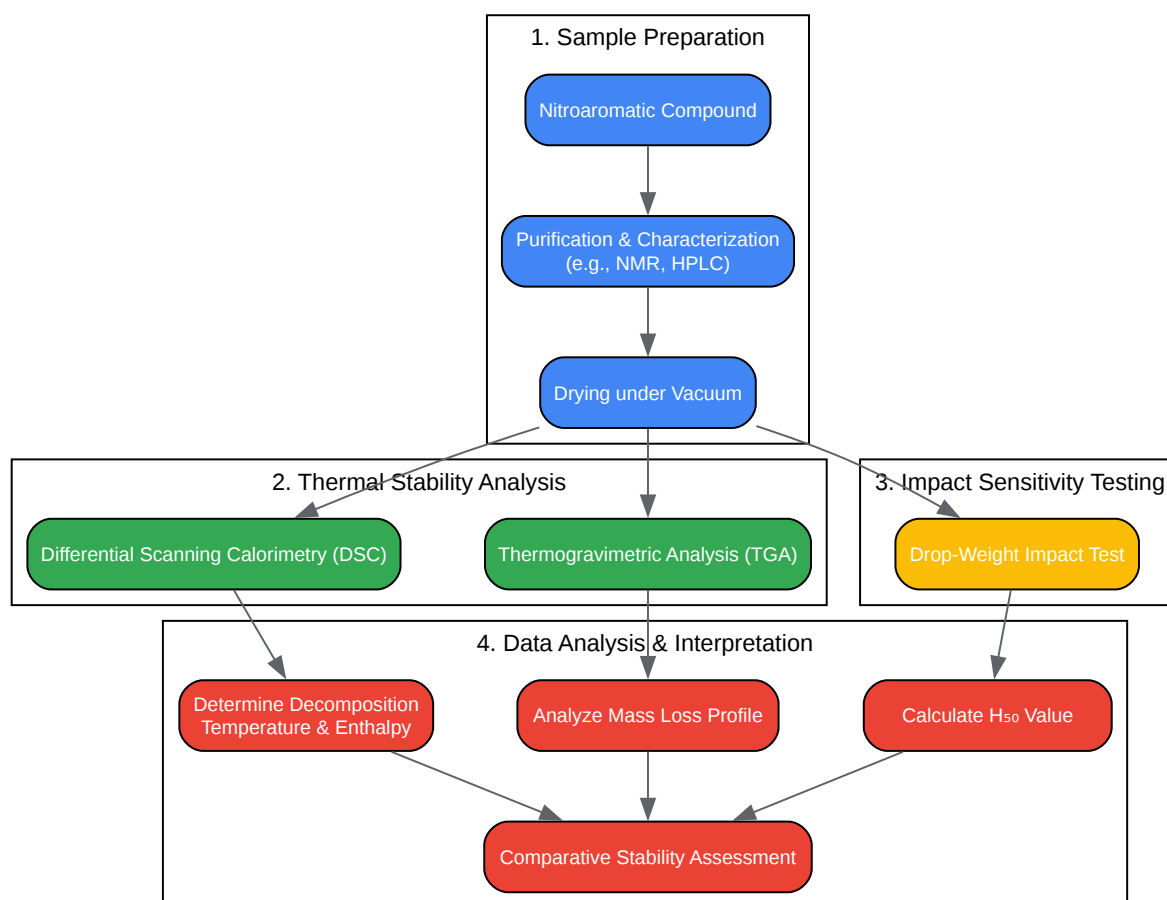 1. Sample Preparation
Nitroaromatic Compound
Purification & Characterization
(e.g., NMR, HPLC)
Drying under Vacuum
2. Thermal Stability Analysis
3. Impact Sensitivity Testing
Differential Scanning Calorimetry (DSC)
Thermogravimetric Analysis (TGA)
Drop-Weight Impact Test
4. Data Analysis & Interpretation
Determine Decomposition
Temperature & Enthalpy
Analyze Mass Loss Profile
Calculate H₅₀ Value
Comparative Stability Assessment